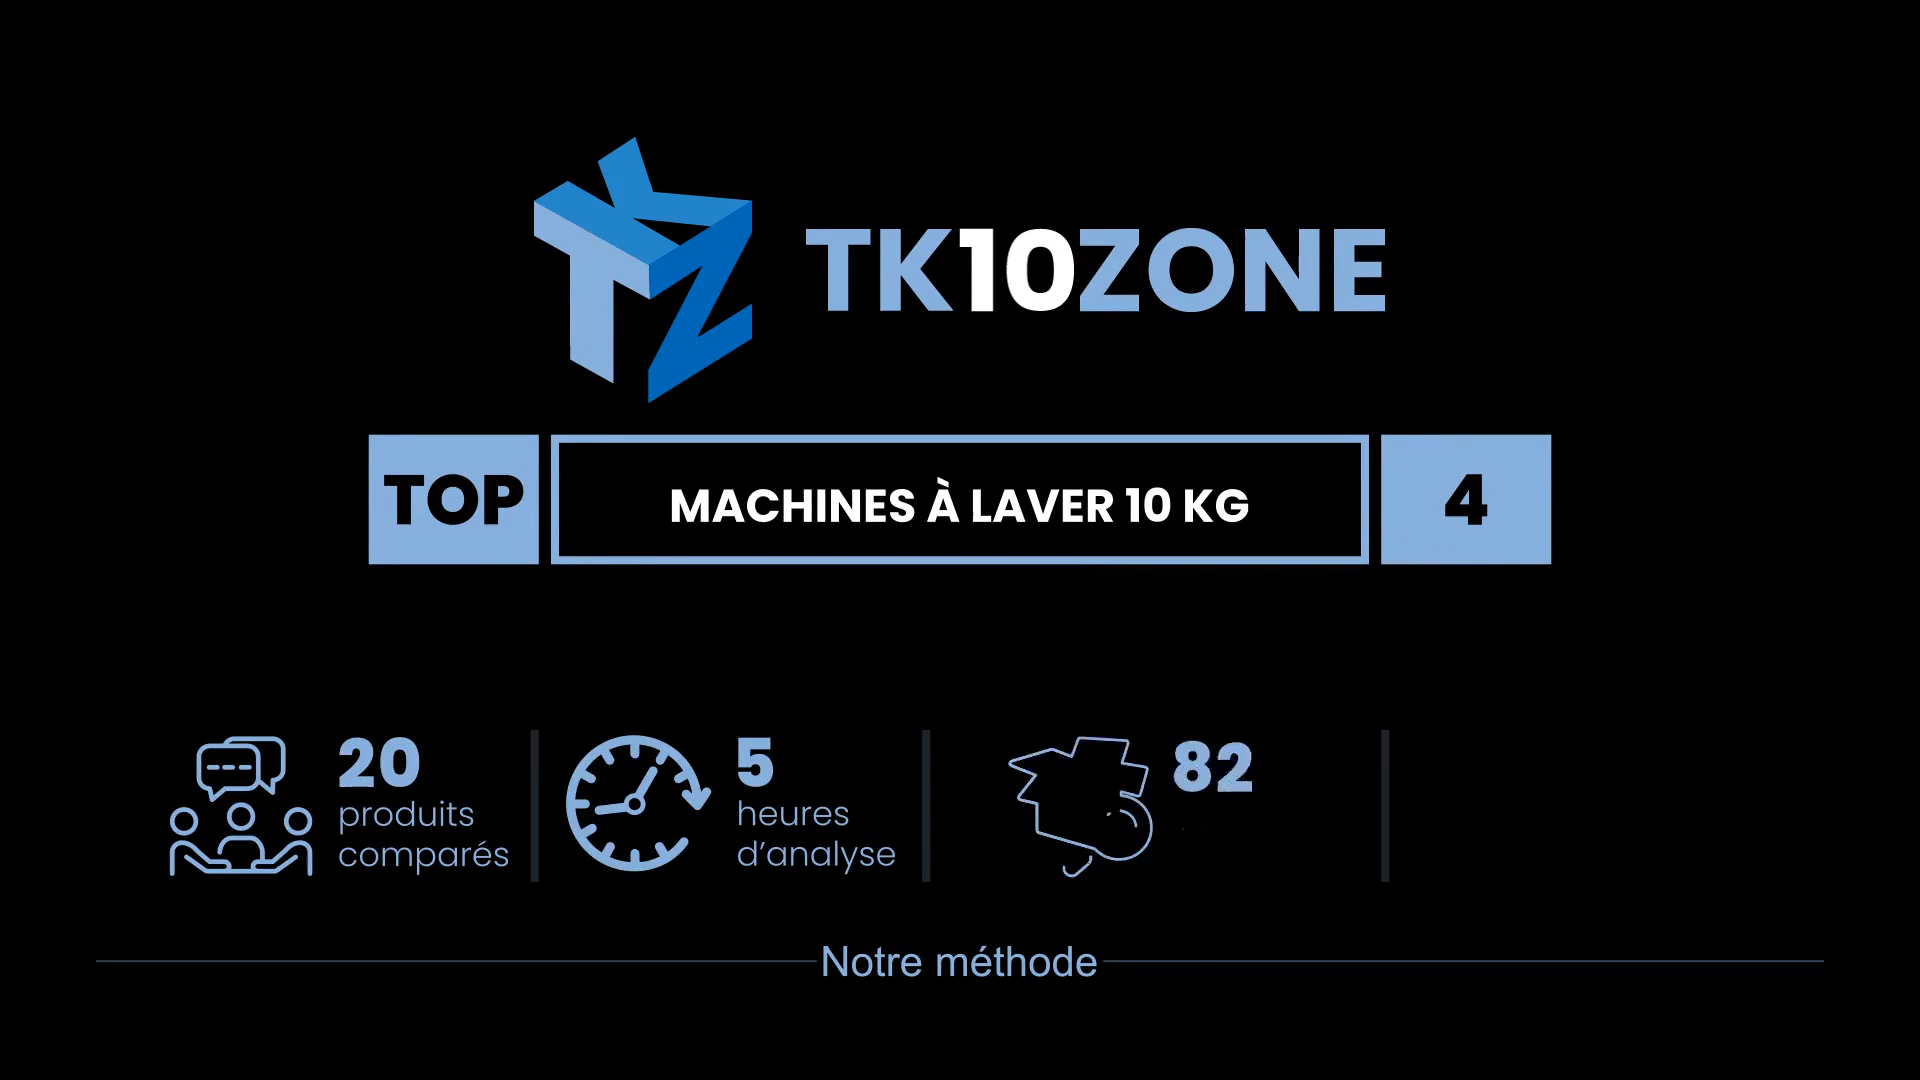 TK10ZONE
TOP MACHINES À LAVER 10 KG 4
20
produits
comparés
5
heures
d’analyse
82
Notre méthode